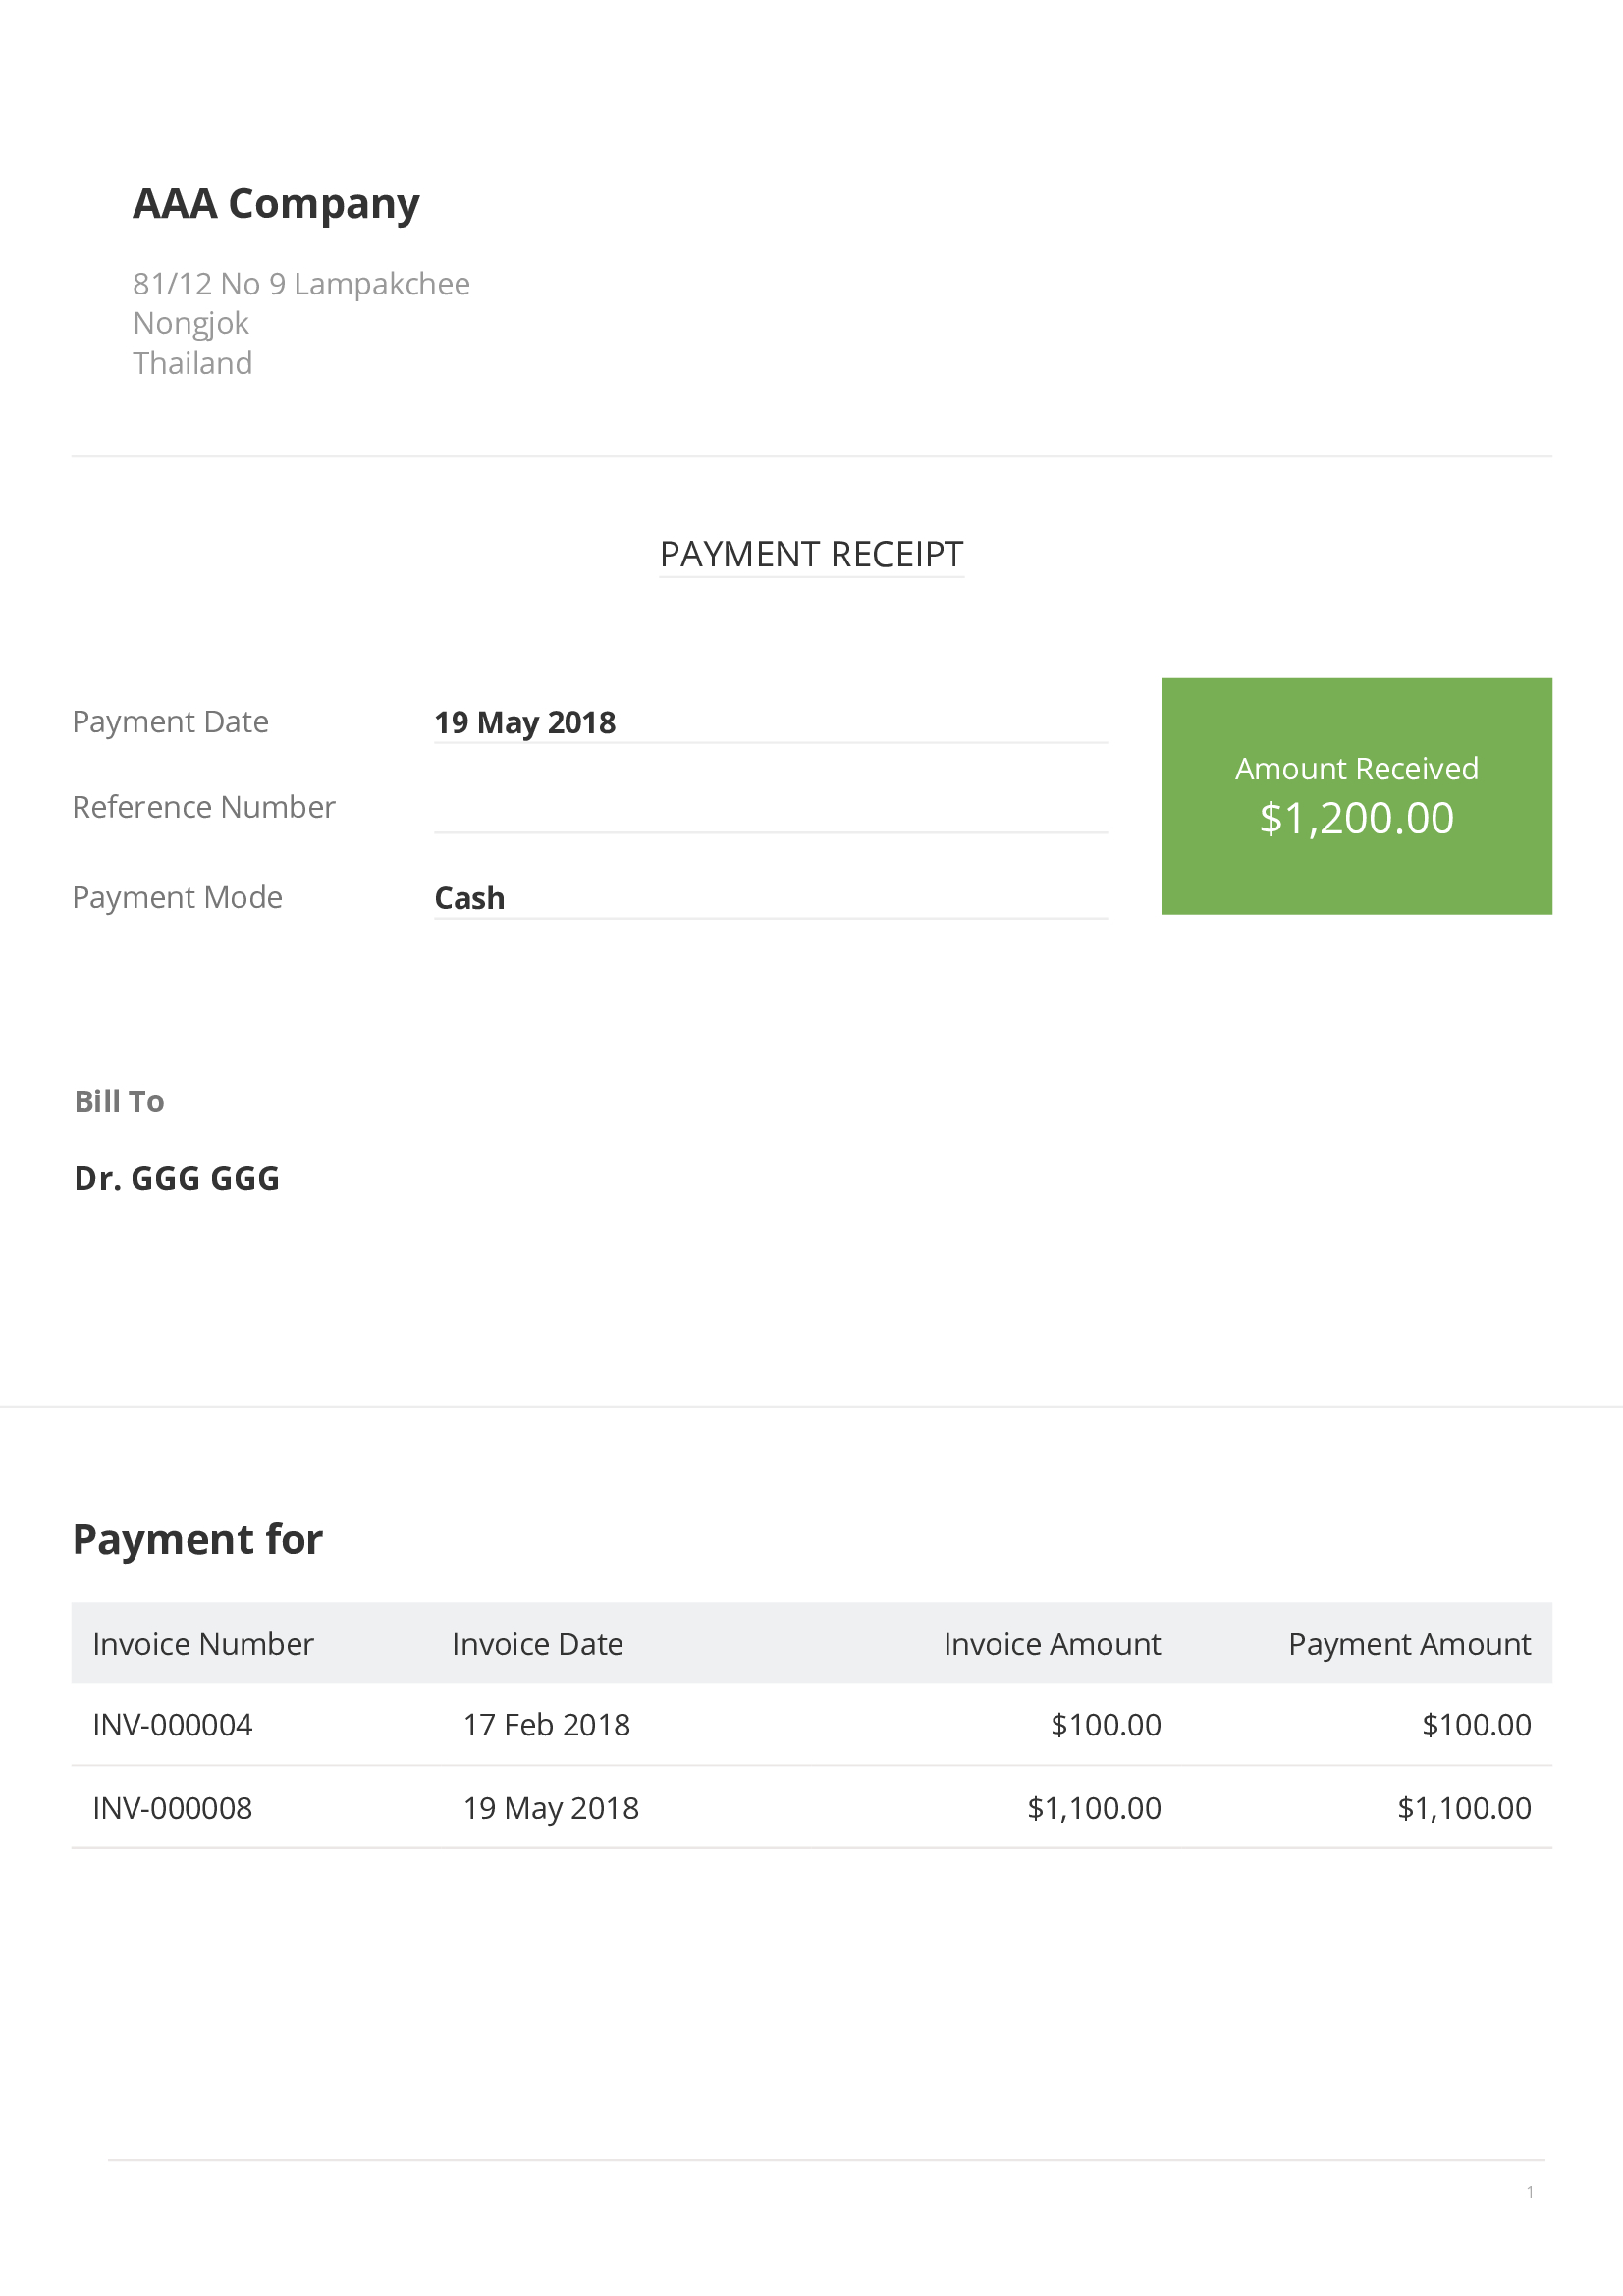 AAA Company
81/12 No 9 Lampakchee
Nongjok
Thailand
PAYMENT RECEIPT
Payment Date 19 May 2018
Reference Number
Payment Mode Cash
Amount Received
$1,200.00
Bill To
Dr. GGG GGG
Payment for
Invoice Number Invoice Date Invoice Amount Payment Amount
INV-000004 17 Feb 2018 $100.00 $100.00
INV-000008 19 May 2018 $1,100.00 $1,100.00
1